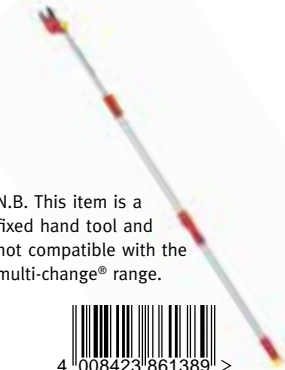 N.B. This item is a
fixed hand tool and
not compatible with the
multi-change® range.
4 008423 861389 >